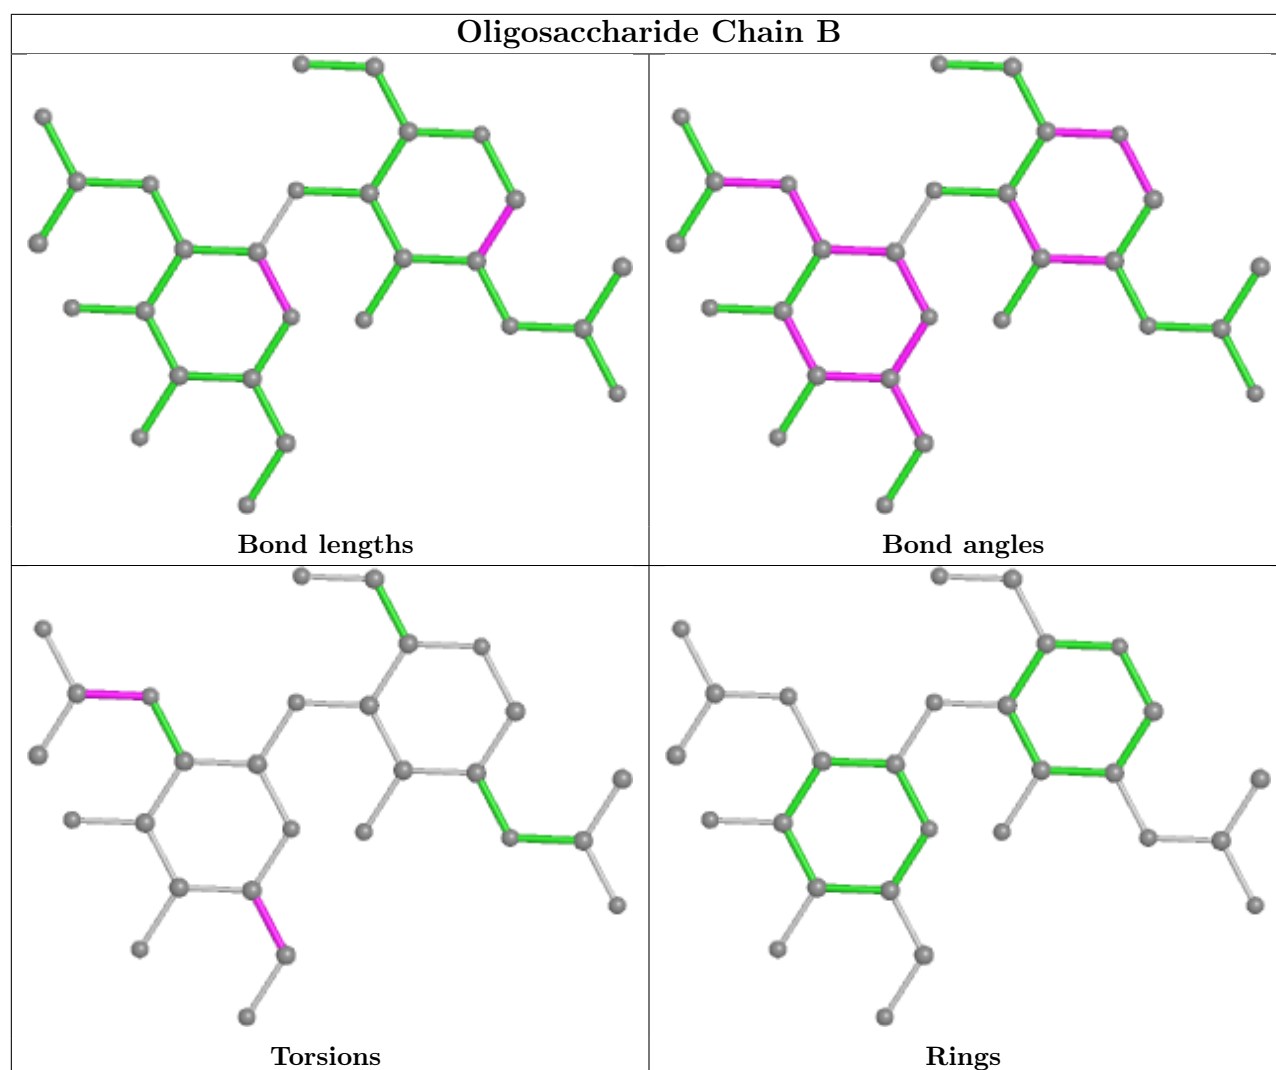 Oligosaccharide Chain B
Bond lengths
Bond angles
Torsions
Rings